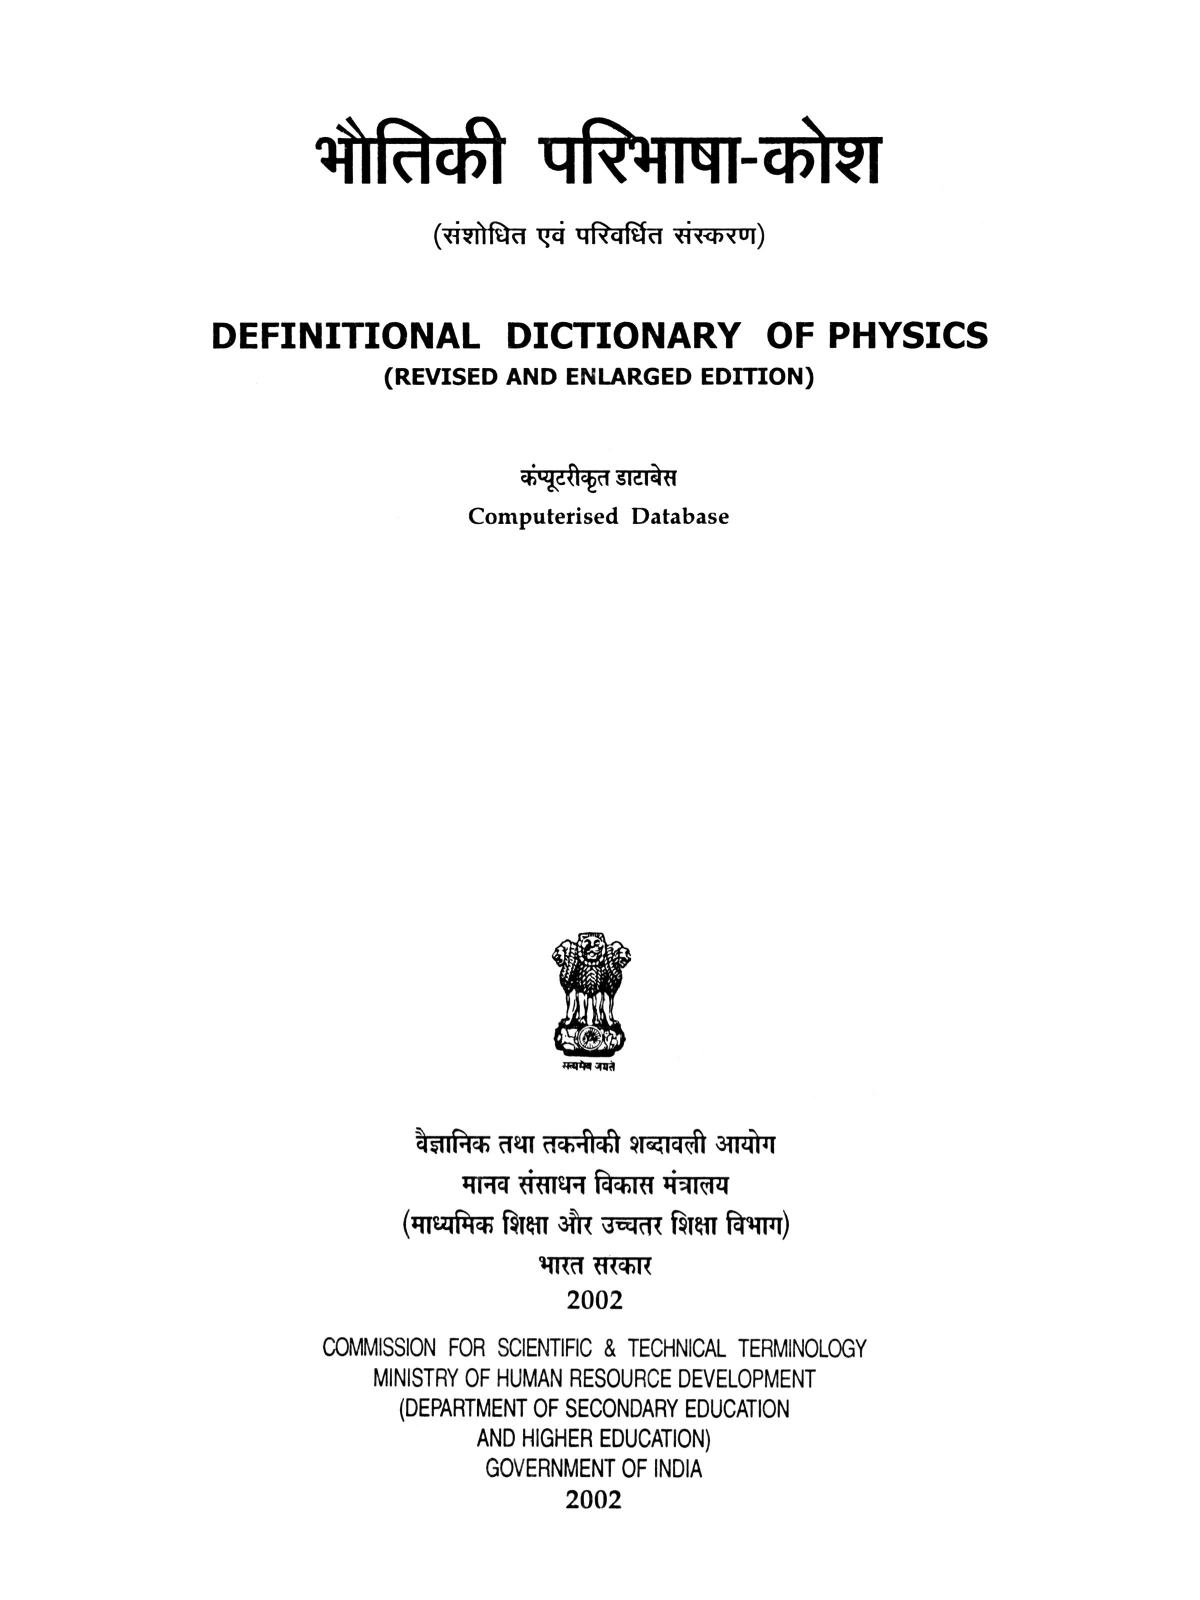 भौतिकी परिभाषा-कोश
(संशोधित एवं परिवर्धित संस्करण)
DEFINITIONAL DICTIONARY OF PHYSICS
(REVISED AND ENLARGED EDITION)
कंप्यूटरीकृत डाटाबेस
Computerised Database
सत्यमेव जयते
वैज्ञानिक तथा तकनीकी शब्दावली आयोग
मानव संसाधन विकास मंत्रालय
(माध्यमिक शिक्षा और उच्चतर शिक्षा विभाग)
भारत सरकार
2002
COMMISSION FOR SCIENTIFIC & TECHNICAL TERMINOLOGY
MINISTRY OF HUMAN RESOURCE DEVELOPMENT
(DEPARTMENT OF SECONDARY EDUCATION
AND HIGHER EDUCATION)
GOVERNMENT OF INDIA
2002